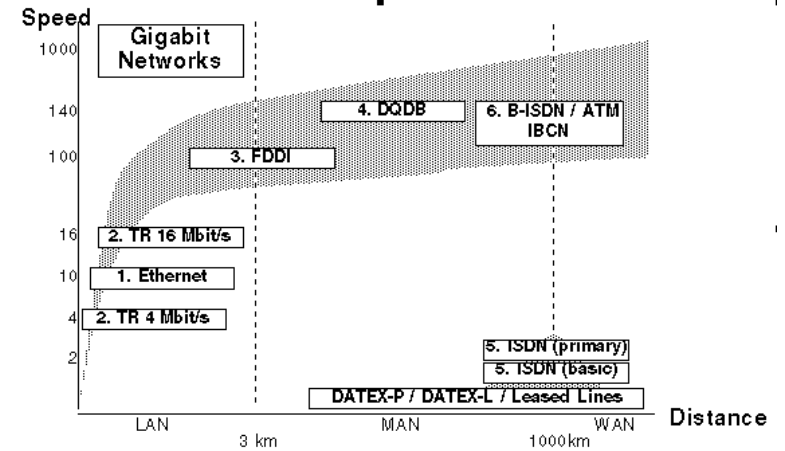 Speed
Gigabit
Networks
1000
140
100
16
10
4
2
4. DQDB
6. B-ISDN / ATM
IBCN
3. FDDI
2. TR 16 Mbit/s
1. Ethernet
2. TR 4 Mbit/s
5. ISDN (primary)
5. ISDN (basic)
DATEX-P / DATEX-L / Leased Lines
Distance
LAN
MAN
WAN
3 km
1000km